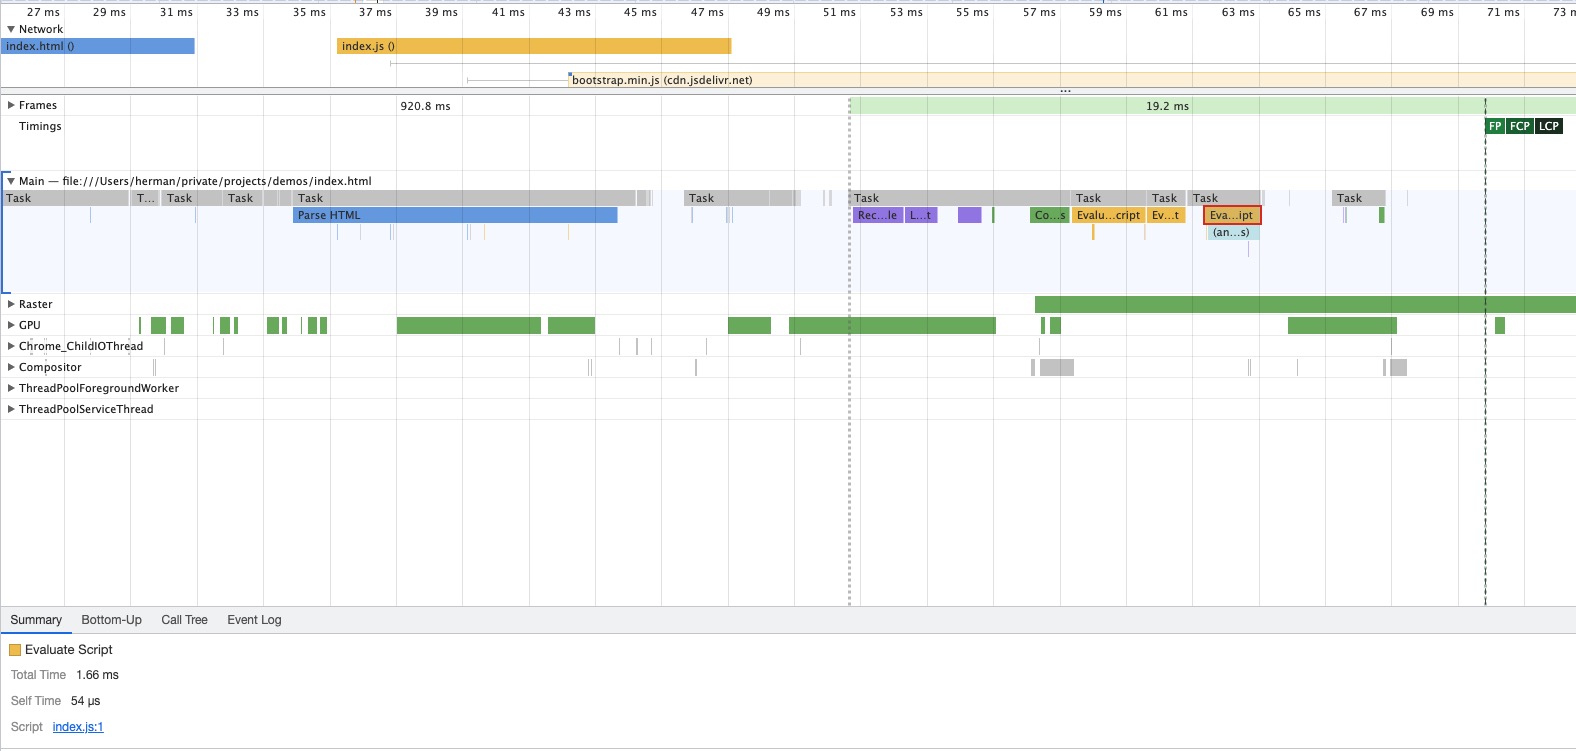 27 ms 29 ms 31 ms 33 ms 35 ms 37 ms 39 ms 41 ms 43 ms 45 ms 47 ms 49 ms 51 ms 53 ms 55 ms 57 ms 59 ms 61 ms 63 ms 65 ms 67 ms 69 ms 71 ms 73 m
Network
index.html () index.js ()
bootstrap.min.js (cdn.jsdelivr.net)
...
Frames 920.8 ms 19.2 ms
Timings FP FCP LCP
Main — file:///Users/herman/private/projects/demos/index.html
Task T... Task Task Task Task Task Task Task Task Task
Parse HTML Rec...le L...t Co...s Evalu...cript Ev...t Eva...ipt
(an...s)
Raster
GPU
Chrome_ChildIOThread
Compositor
ThreadPoolForegroundWorker
ThreadPoolServiceThread
Summary Bottom-Up Call Tree Event Log
Evaluate Script
Total Time 1.66 ms
Self Time 54 μs
Script index.js:1